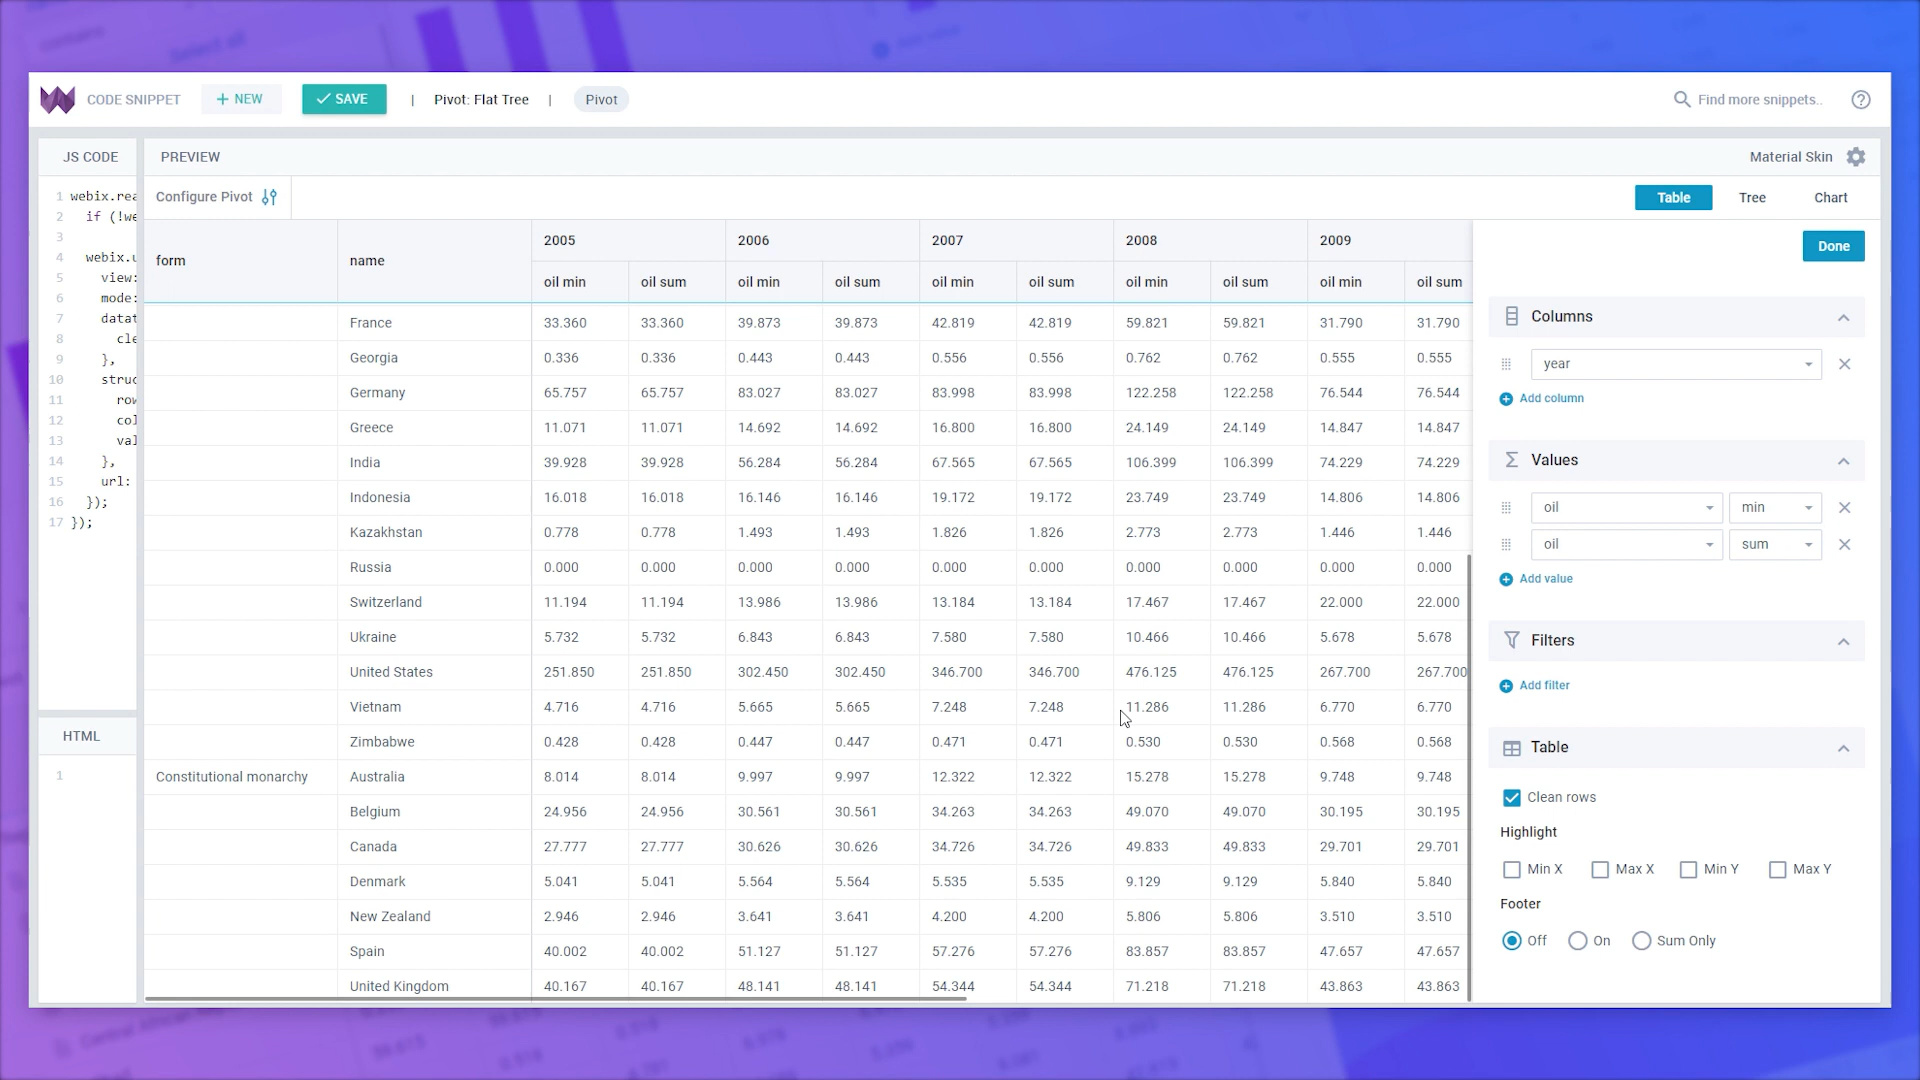 CODE SNIPPET + NEW SAVE | Pivot: Flat Tree | Pivot Find more snippets..
JS CODE
1 webix.rea
2 if (!we
3
4 webix.u
5 view:
6 mode:
7 datat
8 cle
9 },
10 struc
11 row
12 col
13 val
14 },
15 url:
16 });
17 });
HTML
1
PREVIEW Material Skin
Configure Pivot Table Tree Chart
form name 2005 2006 2007 2008 2009
oil min oil sum oil min oil sum oil min oil sum oil min oil sum oil min oil sum
France 33.360 33.360 39.873 39.873 42.819 42.819 59.821 59.821 31.790 31.790
Georgia 0.336 0.336 0.443 0.443 0.556 0.556 0.762 0.762 0.555 0.555
Germany 65.757 65.757 83.027 83.027 83.998 83.998 122.258 122.258 76.544 76.544
Greece 11.071 11.071 14.692 14.692 16.800 16.800 24.149 24.149 14.847 14.847
India 39.928 39.928 56.284 56.284 67.565 67.565 106.399 106.399 74.229 74.229
Indonesia 16.018 16.018 16.146 16.146 19.172 19.172 23.749 23.749 14.806 14.806
Kazakhstan 0.778 0.778 1.493 1.493 1.826 1.826 2.773 2.773 1.446 1.446
Russia 0.000 0.000 0.000 0.000 0.000 0.000 0.000 0.000 0.000 0.000
Switzerland 11.194 11.194 13.986 13.986 13.184 13.184 17.467 17.467 22.000 22.000
Ukraine 5.732 5.732 6.843 6.843 7.580 7.580 10.466 10.466 5.678 5.678
United States 251.850 251.850 302.450 302.450 346.700 346.700 476.125 476.125 267.700 267.700
Vietnam 4.716 4.716 5.665 5.665 7.248 7.248 11.286 11.286 6.770 6.770
Zimbabwe 0.428 0.428 0.447 0.447 0.471 0.471 0.530 0.530 0.568 0.568
Constitutional monarchy Australia 8.014 8.014 9.997 9.997 12.322 12.322 15.278 15.278 9.748 9.748
Belgium 24.956 24.956 30.561 30.561 34.263 34.263 49.070 49.070 30.195 30.195
Canada 27.777 27.777 30.626 30.626 34.726 34.726 49.833 49.833 29.701 29.701
Denmark 5.041 5.041 5.564 5.564 5.535 5.535 9.129 9.129 5.840 5.840
New Zealand 2.946 2.946 3.641 3.641 4.200 4.200 5.806 5.806 3.510 3.510
Spain 40.002 40.002 51.127 51.127 57.276 57.276 83.857 83.857 47.657 47.657
United Kingdom 40.167 40.167 48.141 48.141 54.344 54.344 71.218 71.218 43.863 43.863
Done
Columns
year
Add column
Values
oil min
oil sum
Add value
Filters
Add filter
Table
Clean rows
Highlight
Min X Max X Min Y Max Y
Footer
Off On Sum Only